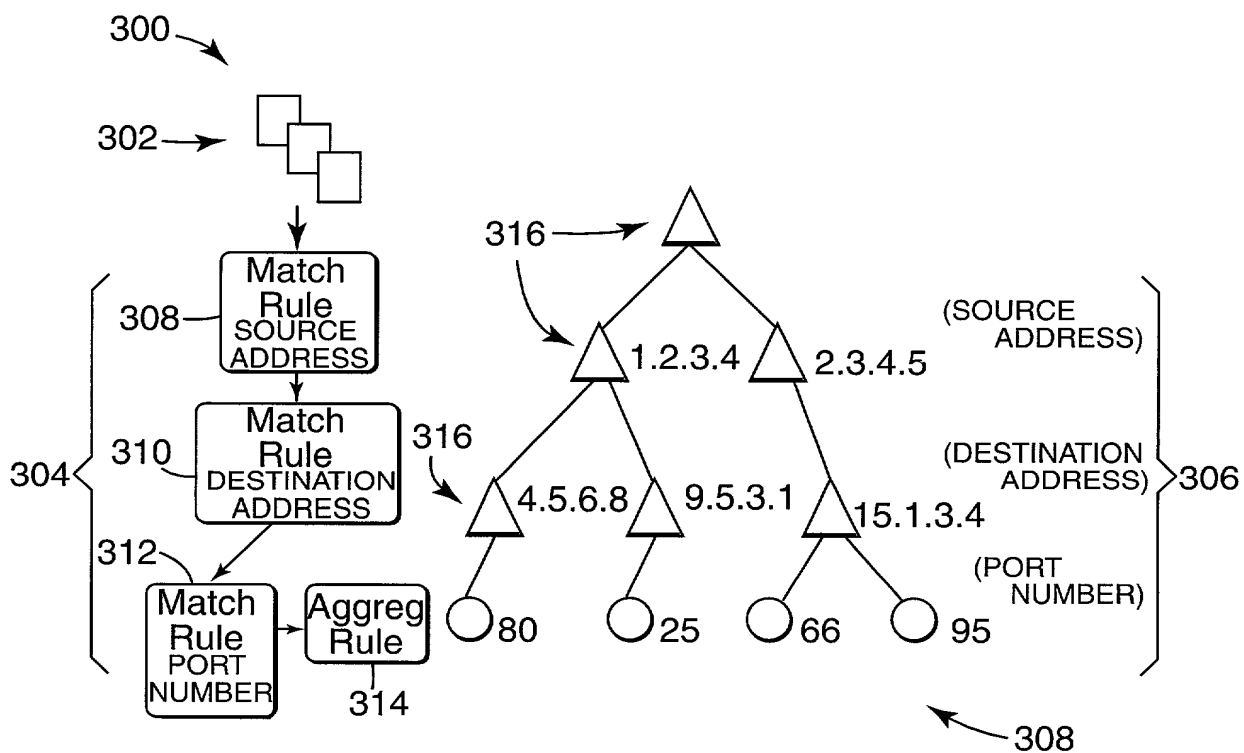 300
302
316
Match
Rule
SOURCE
ADDRESS
308
(SOURCE
ADDRESS)
1.2.3.4
2.3.4.5
Match
Rule
DESTINATION
ADDRESS
310
304
316
(DESTINATION
ADDRESS)
306
4.5.6.8
9.5.3.1
15.1.3.4
312
Match
Rule
PORT
NUMBER
Aggreg
Rule
314
(PORT
NUMBER)
80
25
66
95
308